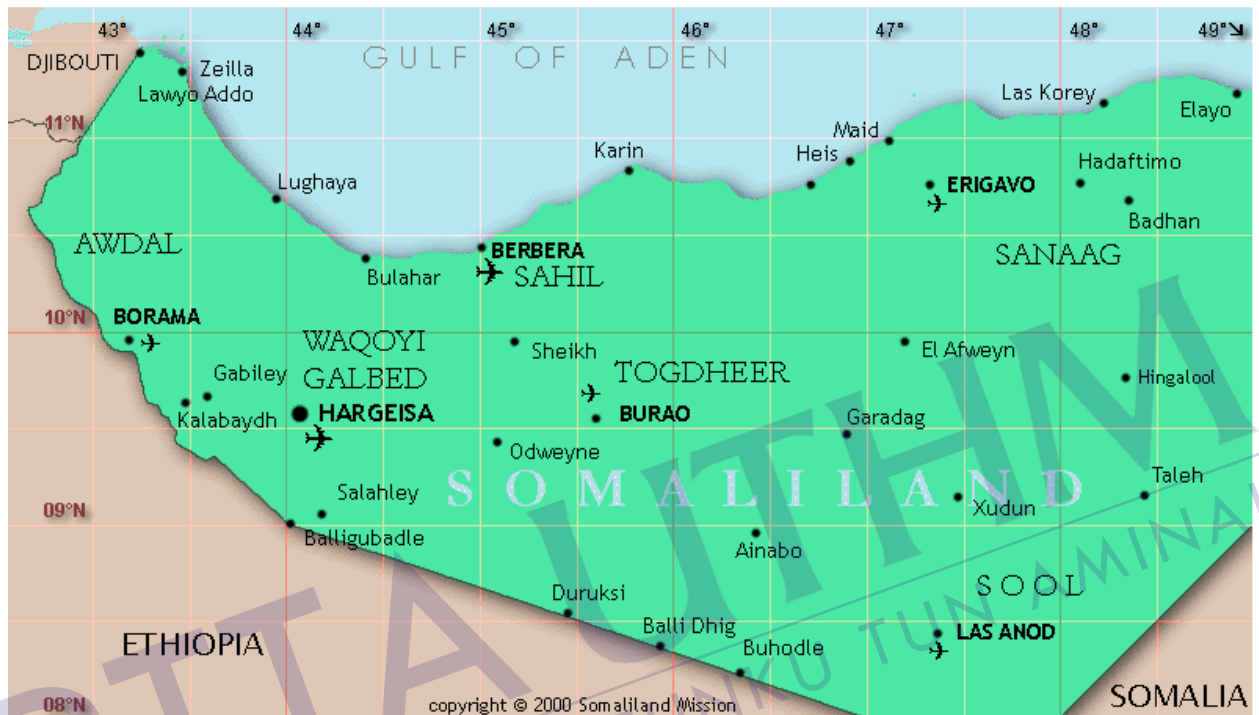 43°
44°
45°
46°
47°
48°
49°
GULF OF ADEN
DJIBOUTI
Zeilla
Lawyo Addo
Las Korey
Elayo
11°N
Maid
Karin
Heis
Hadaftimo
Lughaya
ERIGAVO
Badhan
AWDAL
BERBERA
SANAAG
Bulahar
SAHIL
10°N
BORAMA
WAQOYI
GALBED
Sheikh
El Afweyn
TOGDHEER
Gabiley
Hingalool
HARGEISA
BURAO
Kalabaydh
Garadag
Odweyne
SOMALILAND
Taleh
Salahley
Xudun
09°N
Balligubadle
Ainabo
SOOL
Duruksi
Balli Dhig
LAS ANOD
ETHIOPIA
Buhodle
SOMALIA
08°N
copyright © 2000 Somaliland Mission
UTHM